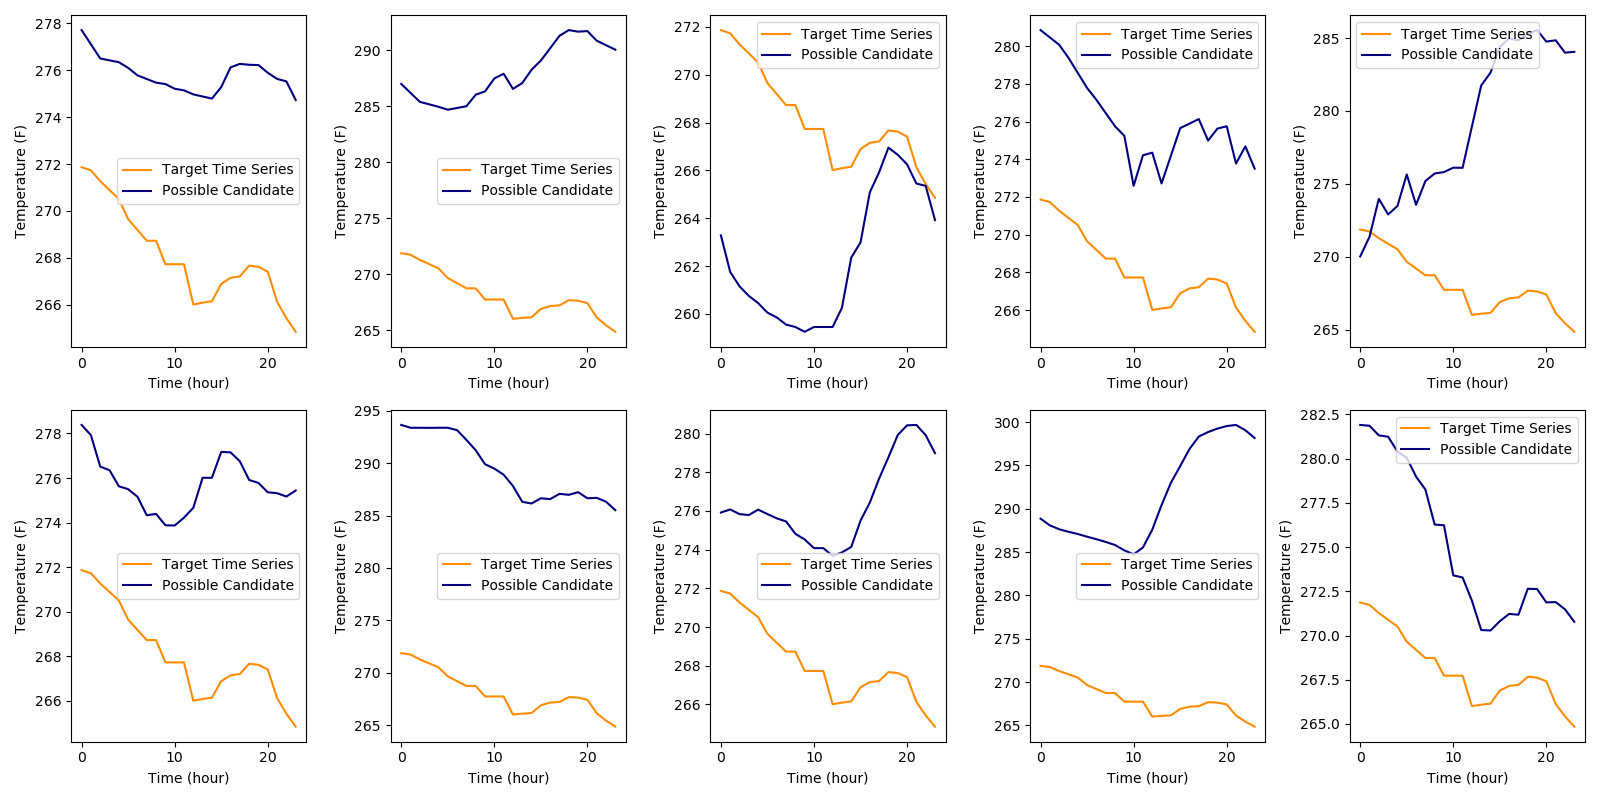 278
276
274
272
270
268
266
Temperature (F)
Target Time Series
Possible Candidate
0
10
20
Time (hour)
290
285
280
275
270
265
Temperature (F)
Target Time Series
Possible Candidate
0
10
20
Time (hour)
272
270
268
266
264
262
260
Temperature (F)
Target Time Series
Possible Candidate
0
10
20
Time (hour)
280
278
276
274
272
270
268
266
Temperature (F)
Target Time Series
Possible Candidate
0
10
20
Time (hour)
285
280
275
270
265
Temperature (F)
Target Time Series
Possible Candidate
0
10
20
Time (hour)
278
276
274
272
270
268
266
Temperature (F)
Target Time Series
Possible Candidate
0
10
20
Time (hour)
295
290
285
280
275
270
265
Temperature (F)
Target Time Series
Possible Candidate
0
10
20
Time (hour)
280
278
276
274
272
270
268
266
Temperature (F)
Target Time Series
Possible Candidate
0
10
20
Time (hour)
300
295
290
285
280
275
270
265
Temperature (F)
Target Time Series
Possible Candidate
0
10
20
Time (hour)
282.5
280.0
277.5
275.0
272.5
270.0
267.5
265.0
Temperature (F)
Target Time Series
Possible Candidate
0
10
20
Time (hour)